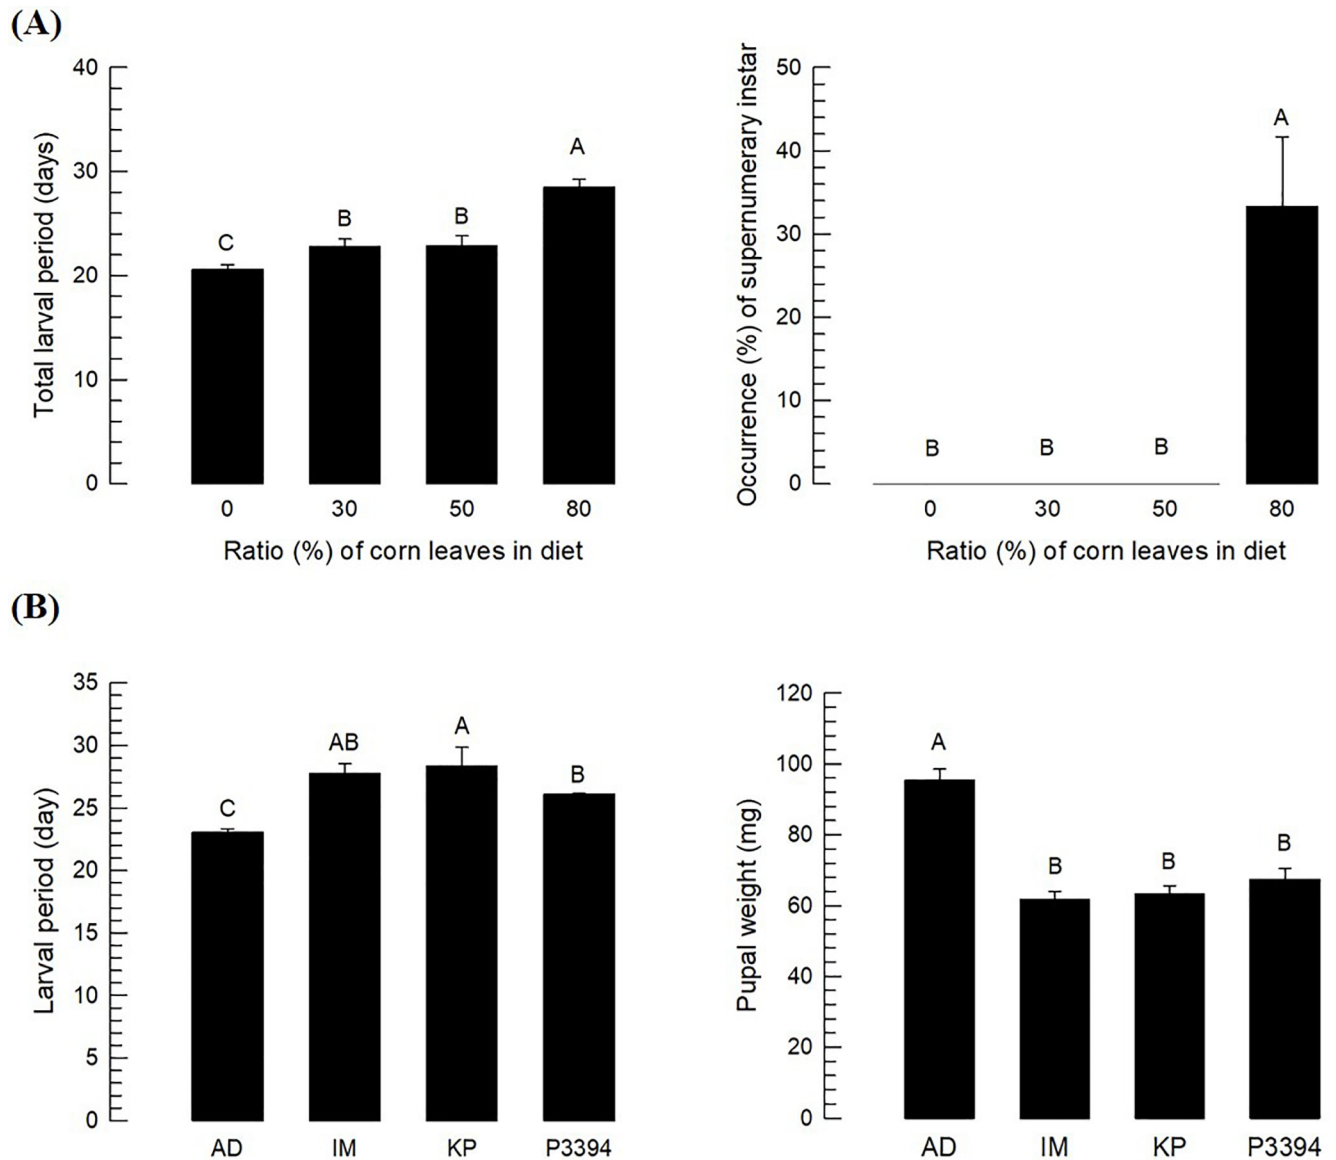 (A)
Total larval period (days)
40
30
20
10
0
C
B
B
A
0 30 50 80
Ratio (%) of corn leaves in diet
Occurrence (%) of supernumerary instar
50
40
30
20
10
0
B
B
B
A
0 30 50 80
Ratio (%) of corn leaves in diet
(B)
Larval period (day)
35
30
25
20
15
10
5
0
C
AB
A
B
AD IM KP P3394
Pupal weight (mg)
120
100
80
60
40
20
0
A
B
B
B
AD IM KP P3394